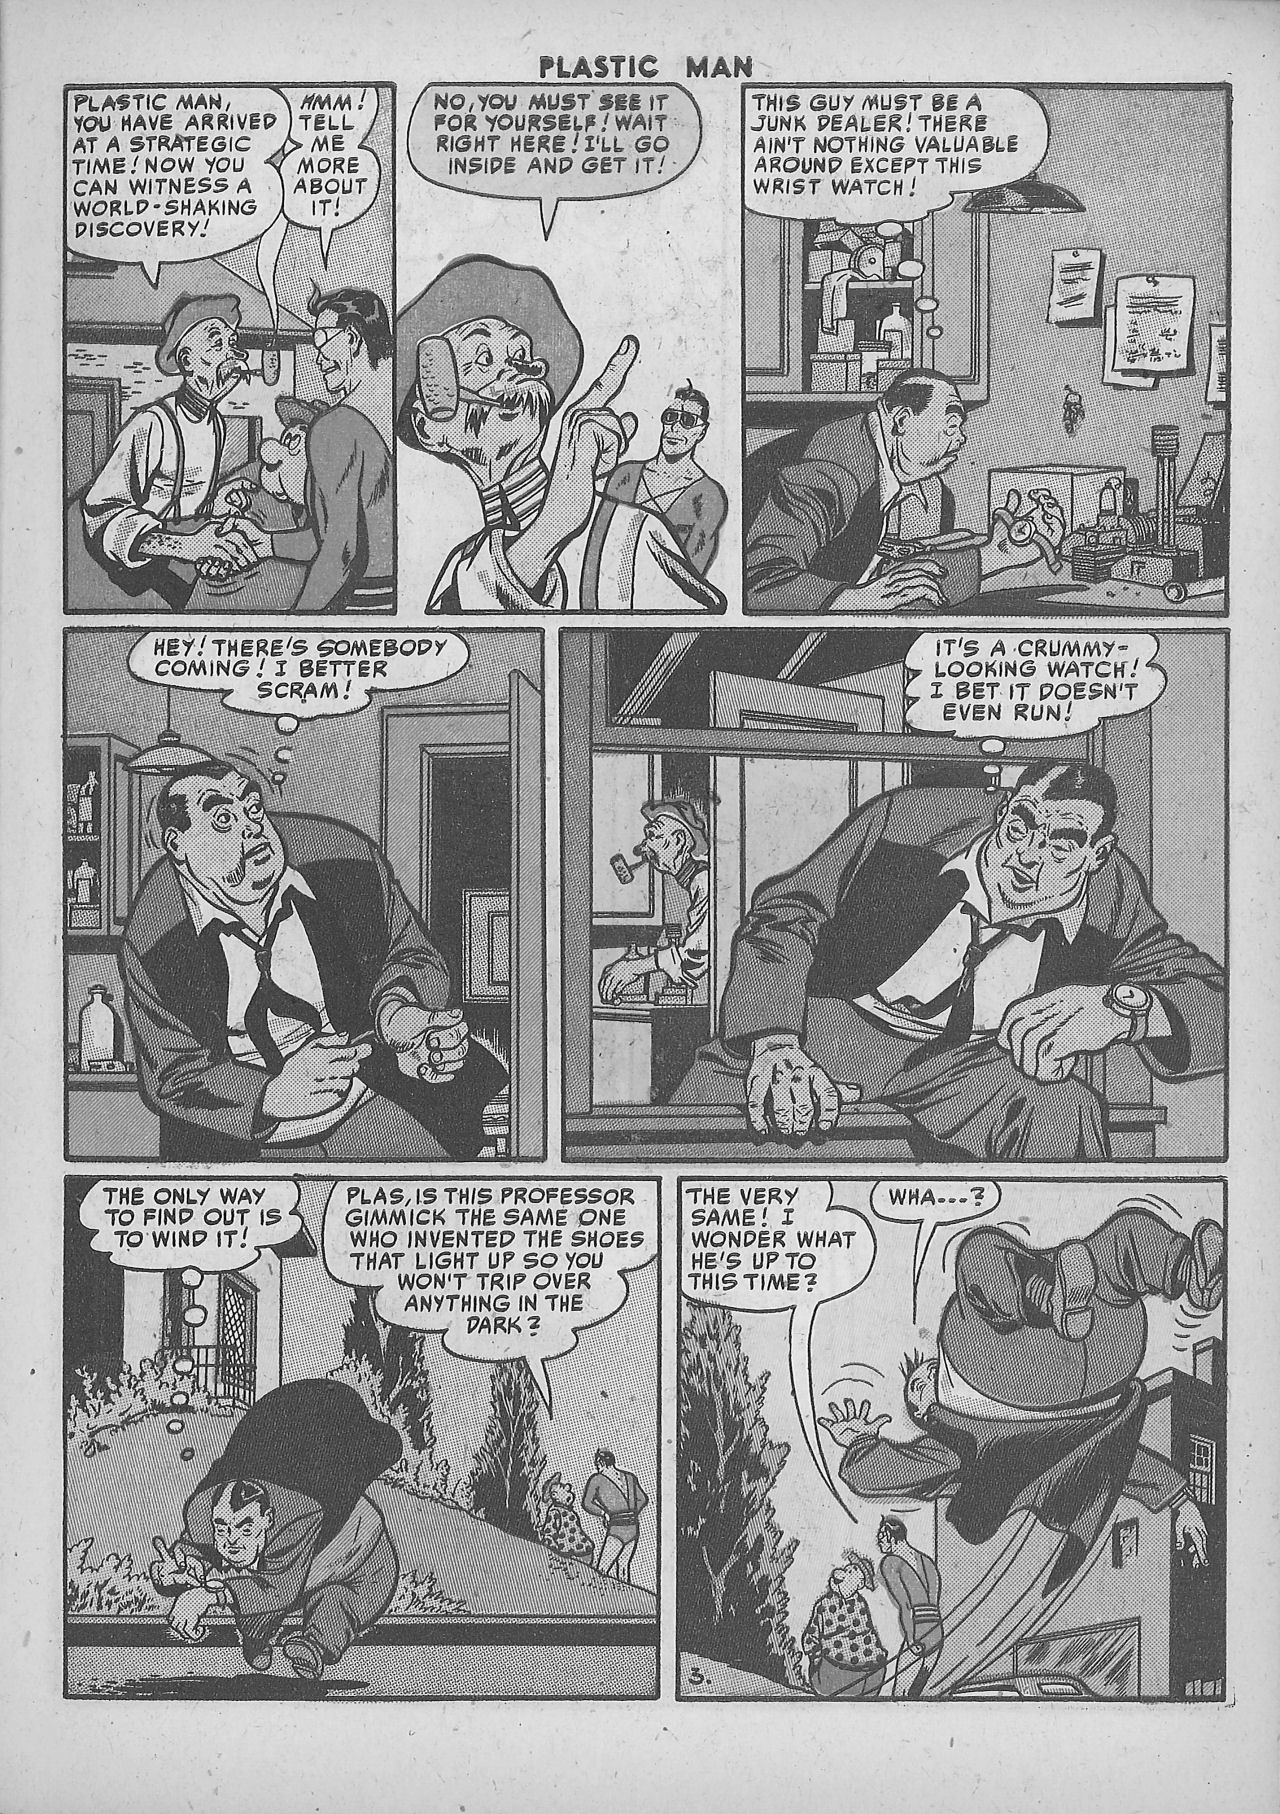 PLASTIC MAN
PLASTIC MAN,
YOU HAVE ARRIVED
AT A STRATEGIC
TIME! NOW YOU
CAN WITNESS A
WORLD-SHAKING
DISCOVERY!
HMM!
TELL
ME
MORE
ABOUT
IT!
NO, YOU MUST SEE IT
FOR YOURSELF! WAIT
RIGHT HERE! I'LL GO
INSIDE AND GET IT!
THIS GUY MUST BE A
JUNK DEALER! THERE
AIN'T NOTHING VALUABLE
AROUND EXCEPT THIS
WRIST WATCH!
HEY! THERE'S SOMEBODY
COMING! I BETTER
SCRAM!
IT'S A CRUMMY-
LOOKING WATCH!
I BET IT DOESN'T
EVEN RUN!
THE ONLY WAY
TO FIND OUT IS
TO WIND IT!
PLAS, IS THIS PROFESSOR
GIMMICK THE SAME ONE
WHO INVENTED THE SHOES
THAT LIGHT UP SO YOU
WON'T TRIP OVER
ANYTHING IN THE
DARK?
THE VERY
SAME! I
WONDER WHAT
HE'S UP TO
THIS TIME?
WHA---?
3.